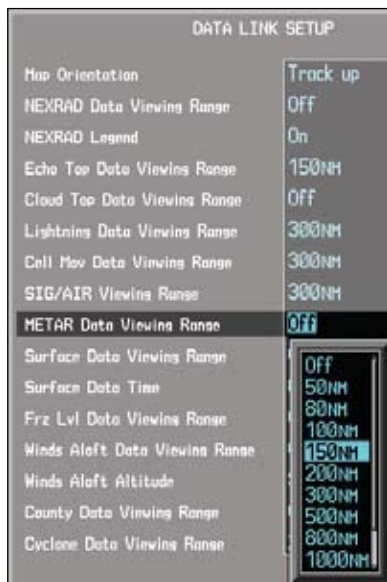 DATA LINK SETUP
Map Orientation Track up
NEXRAD Data Viewing Range Off
NEXRAD Legend On
Echo Top Data Viewing Range 150NM
Cloud Top Data Viewing Range Off
Lightning Data Viewing Range 300NM
Cell Mov Data Viewing Range 300NM
SIG/AIR Viewing Range 300NM
METAR Data Viewing Range Off
Surface Data Viewing Range
Surface Data Time
Frz Lvl Data Viewing Range
Winds Aloft Data Viewing Range
Winds Aloft Altitude
County Data Viewing Range
Cyclone Data Viewing Range
Off
50NM
80NM
100NM
150NM
200NM
300NM
500NM
800NM
1000NM